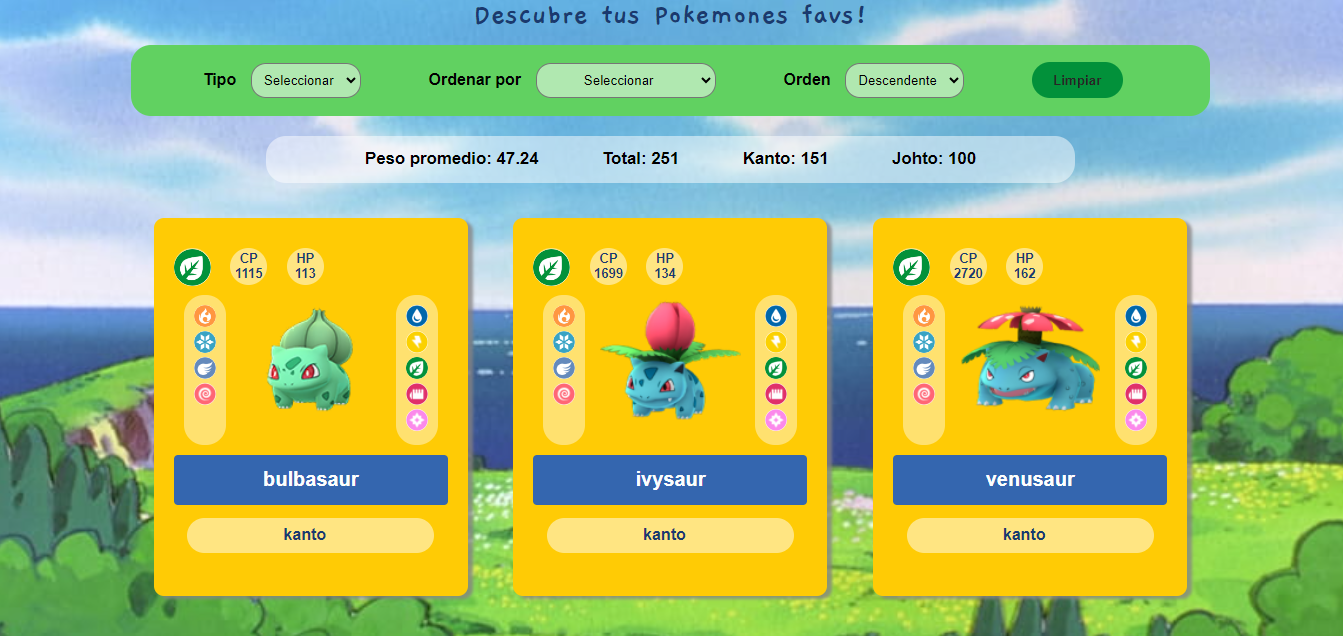 Descubre tus Pokemones favs!
Tipo Seleccionar Ordenar por Seleccionar Orden Descendente Limpiar
Peso promedio: 47.24 Total: 251 Kanto: 151 Johto: 100
CP 1115 HP 113
bulbasaur
kanto
CP 1699 HP 134
ivysaur
kanto
CP 2720 HP 162
venusaur
kanto